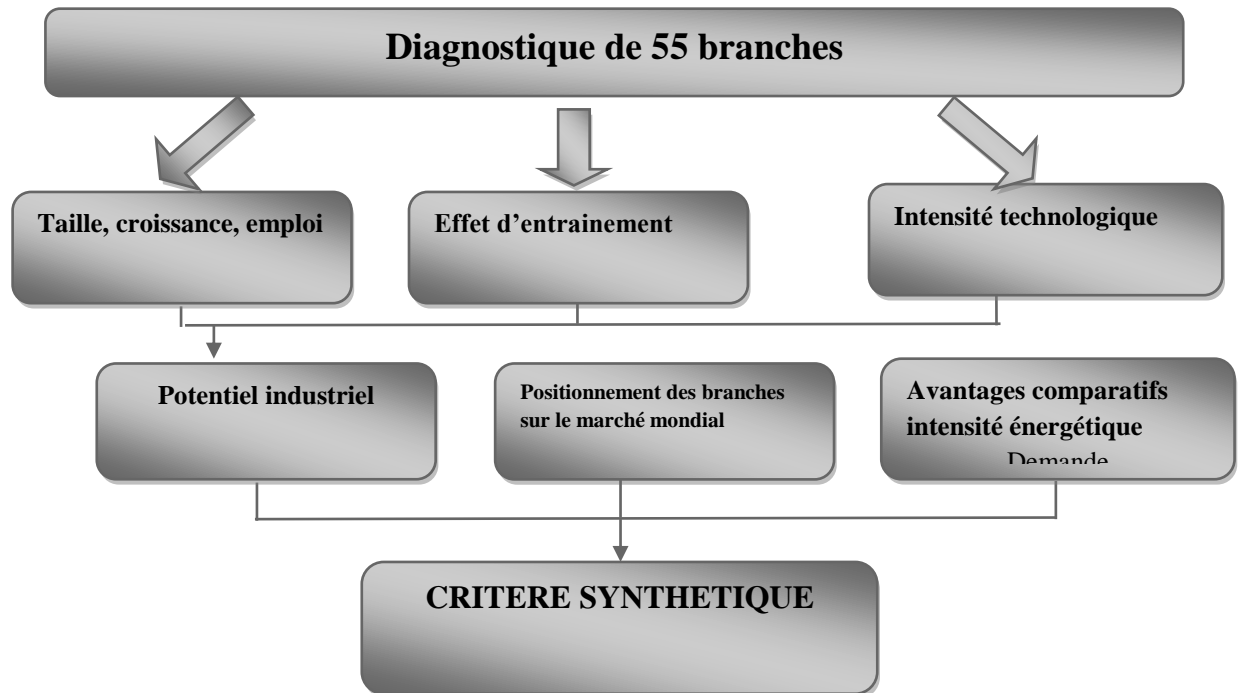 Diagnostique de 55 branches
Taille, croissance, emploi
Effet d'entrainement
Intensité technologique
Potentiel industriel
Positionnement des branches
sur le marché mondial
Avantages comparatifs
intensité énergétique
Demande
CRITERE SYNTHETIQUE